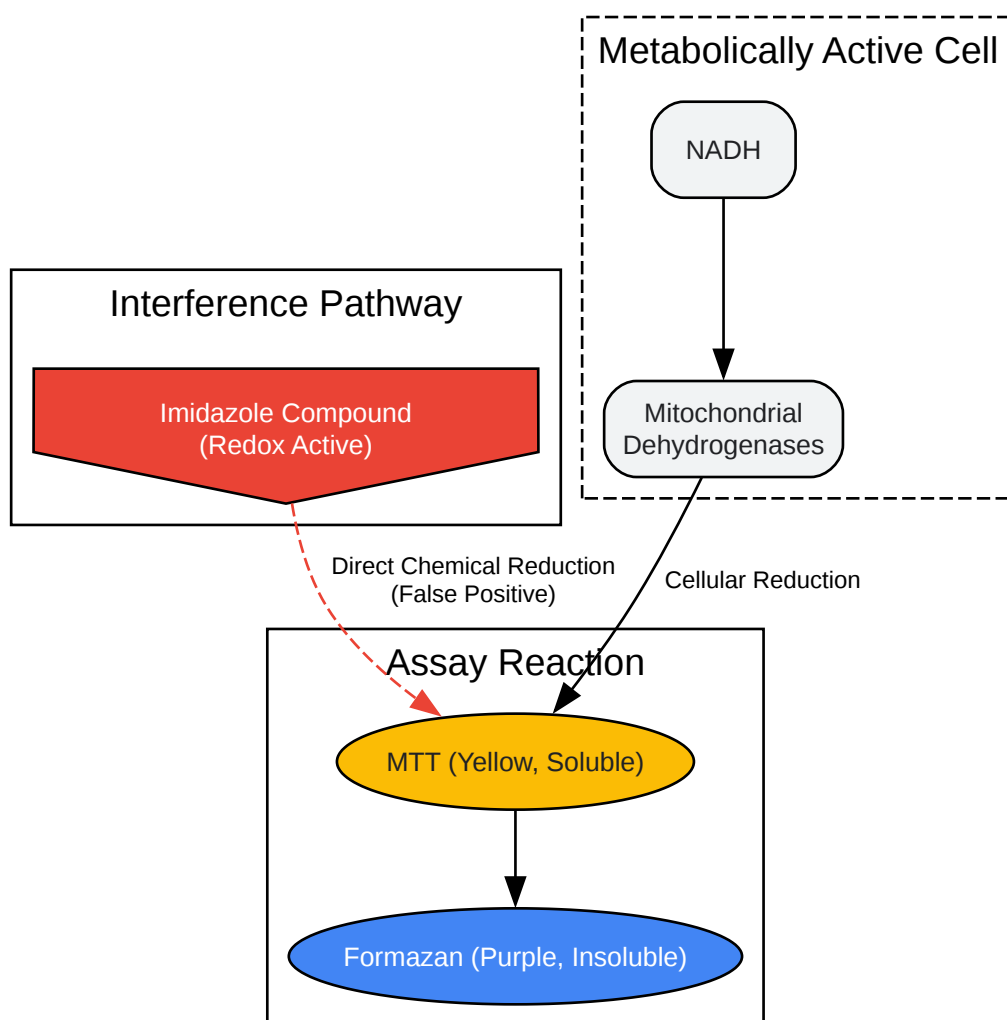 Metabolically Active Cell
NADH
Interference Pathway
Imidazole Compound
(Redox Active)
Mitochondrial
Dehydrogenases
Direct Chemical Reduction
(False Positive)
Cellular Reduction
Assay Reaction
MTT (Yellow, Soluble)
Formazan (Purple, Insoluble)